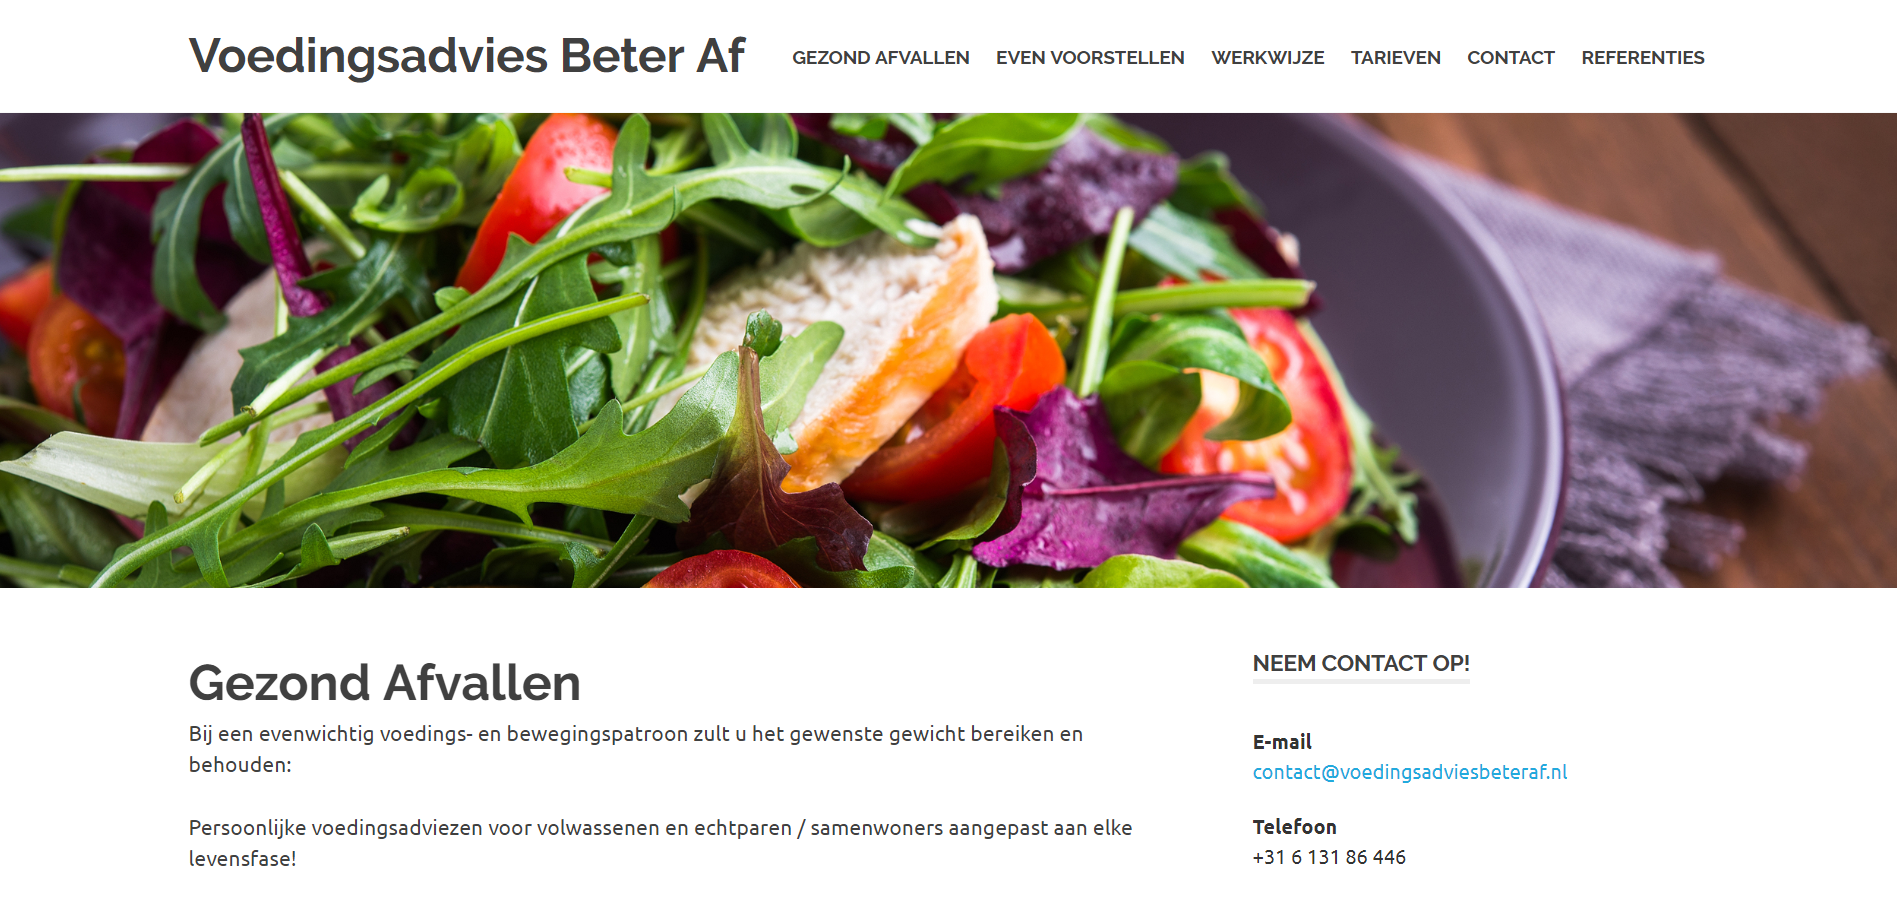 Voedingsadvies Beter Af
GEZOND AFVALLEN
EVEN VOORSTELLEN
WERKWIJZE
TARIEVEN
CONTACT
REFERENTIES
Gezond Afvallen
Bij een evenwichtig voedings- en bewegingspatroon zult u het gewenste gewicht bereiken en
behouden:
Persoonlijke voedingsadviezen voor volwassenen en echtparen / samenwoners aangepast aan elke
levensfase!
NEEM CONTACT OP!
E-mail
contact@voedingsadviesbeteraf.nl
Telefoon
+31 6 131 86 446